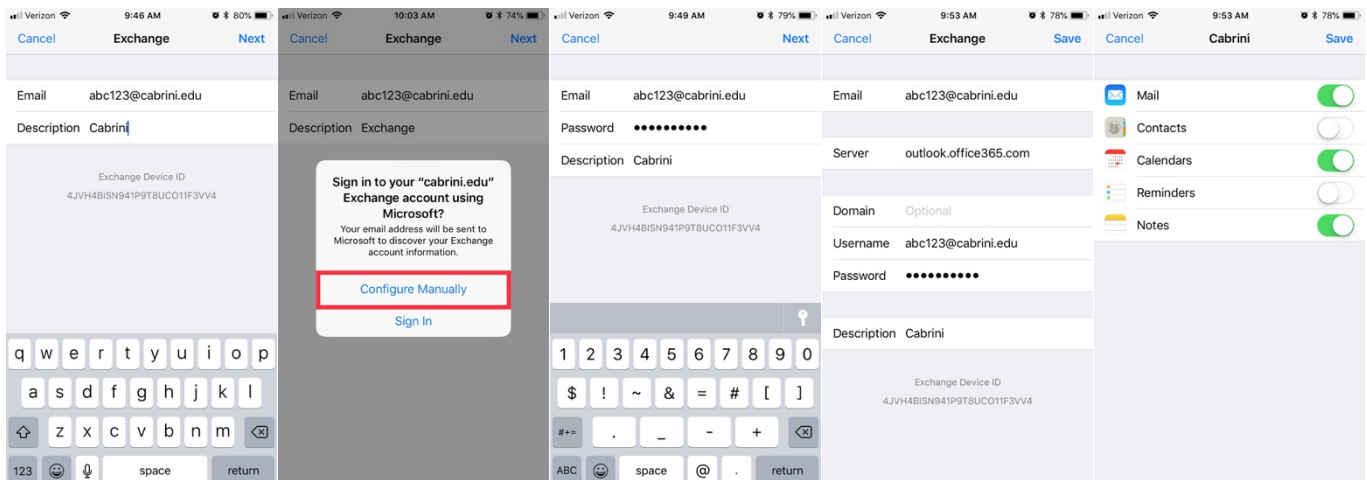 Verizon 9:46 AM 80%
Cancel Exchange Next
Email abc123@cabrini.edu
Description Cabrini
Exchange Device ID
4JVH4BISN941P9T8UCO11F3VV4
q w e r t y u i o p
a s d f g h j k l
z x c v b n m
123 space return
Verizon 10:03 AM 74%
Cancel Exchange Next
Email abc123@cabrini.edu
Description Exchange
Sign in to your “cabrini.edu”
Exchange account using
Microsoft?
Your email address will be sent to
Microsoft to discover your Exchange
account information.
Configure Manually
Sign In
Verizon 9:49 AM 79%
Cancel Next
Email abc123@cabrini.edu
Password ●●●●●●●●●●
Description Cabrini
Exchange Device ID
4JVH4BISN941P9T8UCO11F3VV4
1 2 3 4 5 6 7 8 9 0
$ ! ~ & = # [ ]
#+= . _ - +
ABC space @ . return
Verizon 9:53 AM 78%
Cancel Exchange Save
Email abc123@cabrini.edu
Server outlook.office365.com
Domain Optional
Username abc123@cabrini.edu
Password ●●●●●●●●●●
Description Cabrini
Exchange Device ID
4JVH4BISN941P9T8UCO11F3VV4
Verizon 9:53 AM 78%
Cancel Cabrini Save
Mail
Contacts
Calendars
Reminders
Notes